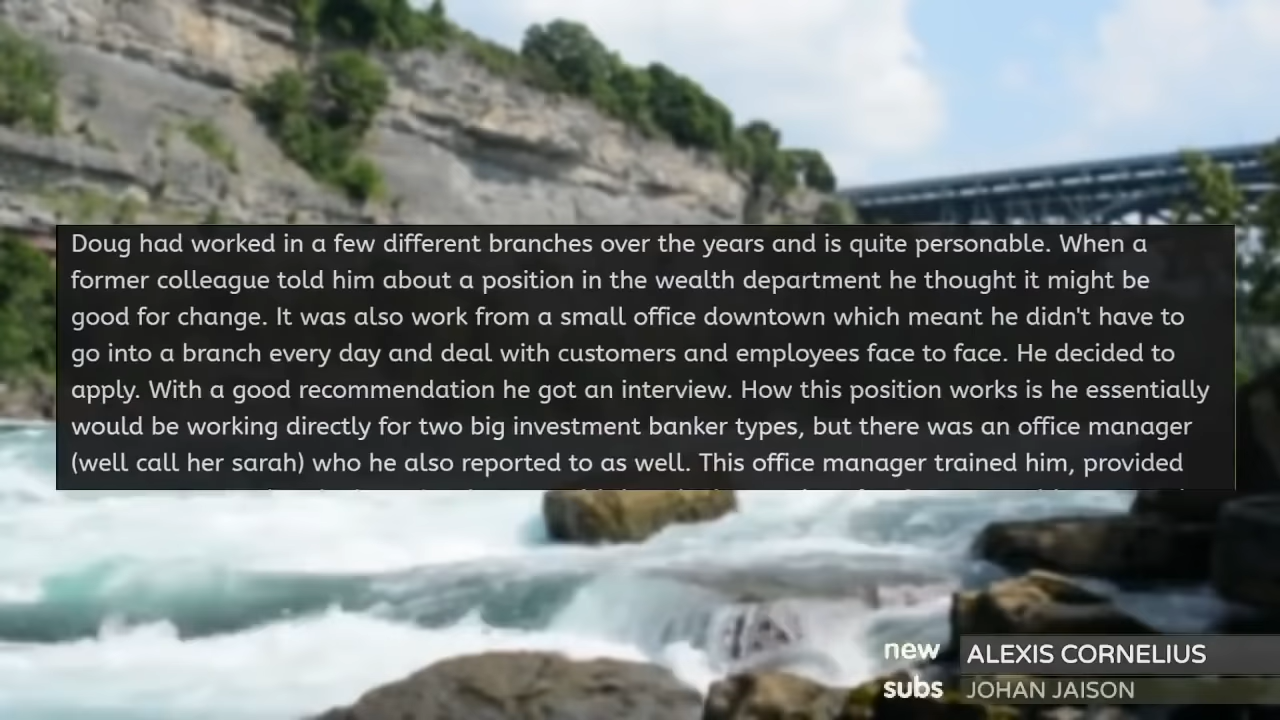 Doug had worked in a few different branches over the years and is quite personable. When a
former colleague told him about a position in the wealth department he thought it might be
good for change. It was also work from a small office downtown which meant he didn't have to
go into a branch every day and deal with customers and employees face to face. He decided to
apply. With a good recommendation he got an interview. How this position works is he essentially
would be working directly for two big investment banker types, but there was an office manager
(well call her sarah) who he also reported to as well. This office manager trained him, provided
new ALEXIS CORNELIUS
subs JOHAN JAISON